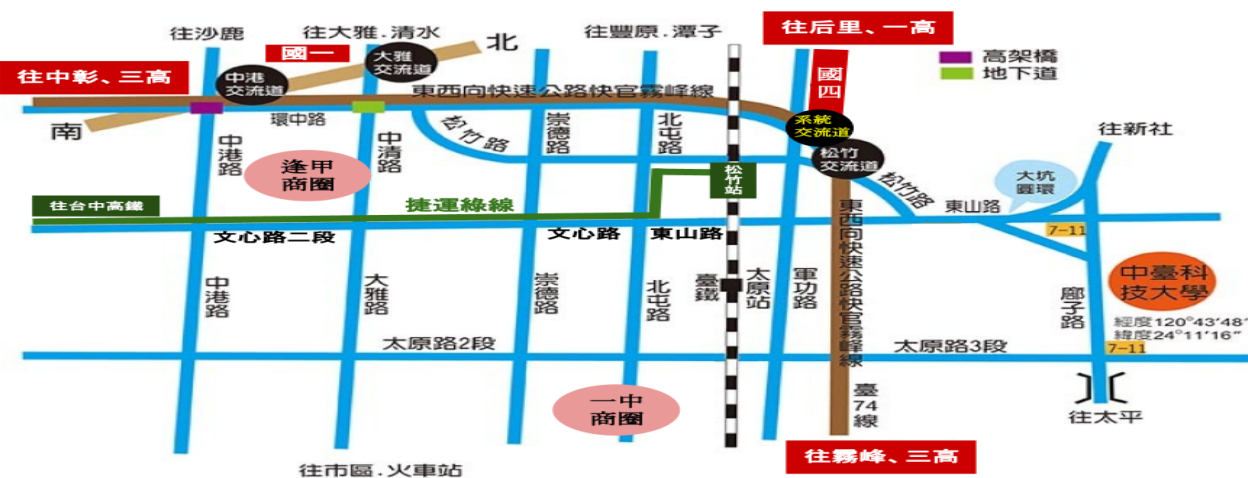 往后里、一高
往沙鹿
往大雅.清水
往豐原.潭子
國一
北
大雅
交流道
高架橋
地下道
往中彰、三高
中港
交流道
國四
東西向快速公路快官霧峰線
南
環中路
松竹路
崇德路
北屯路
系統
交流道
往新社
中港路
中清路
松竹
交流道
逢甲
商圈
松竹站
松竹路
大坑
圓環
往台中高鐵
捷運綠線
東山路
文心路二段
文心路
東山路
7-11
東西向快速公路快官霧峰線
中港路
大雅路
崇德路
北屯路
臺鐵
太原站
軍功路
廍子路
中臺科
技大學
經度120°43'48"
緯度24°11'16"
太原路2段
太原路3段
7-11
一中
商圈
臺74線
往太平
往市區.火車站
往霧峰、三高